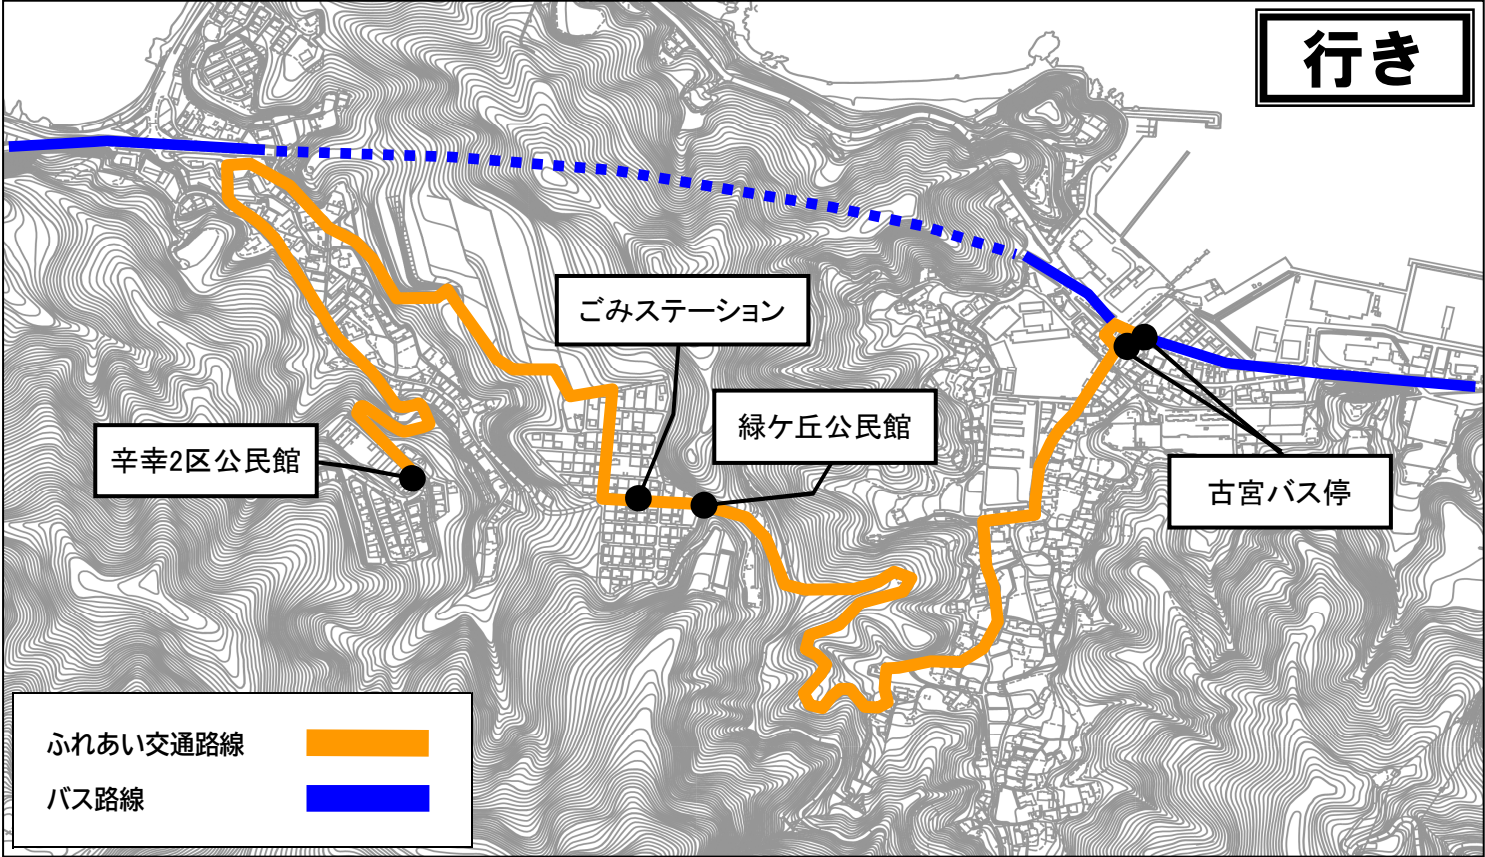 行き
ごみステーション
緑ケ丘公民館
辛幸2区公民館
古宮バス停
ふれあい交通路線
バス路線